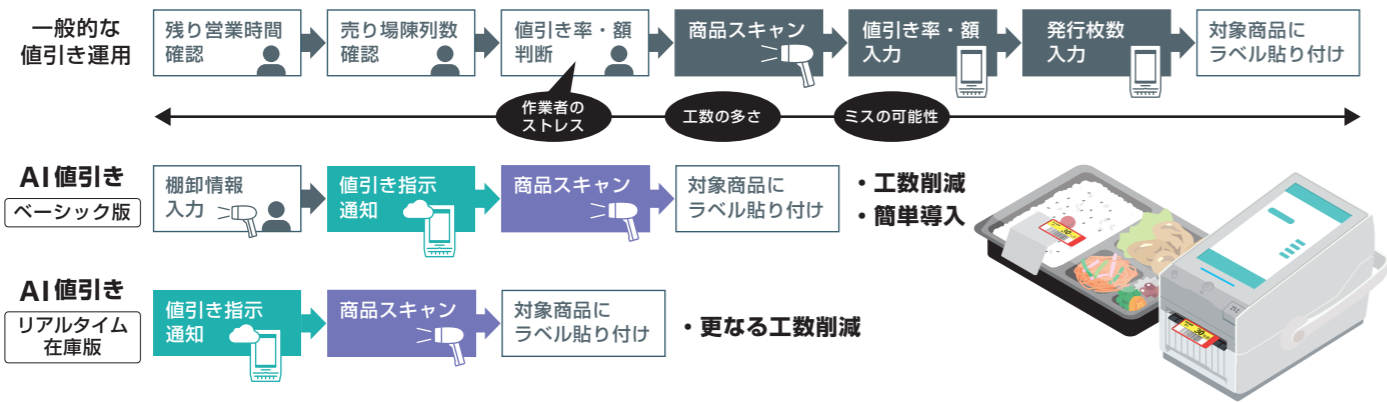 一般的な
値引き運用
残り営業時間
確認
売り場陳列数
確認
値引き率・額
判断
商品スキャン
値引き率・額
入力
発行枚数
入力
対象商品に
ラベル貼り付け
作業者の
ストレス
工数の多さ
ミスの可能性
AI値引き
ベーシック版
棚卸情報
入力
値引き指示
通知
商品スキャン
対象商品に
ラベル貼り付け
・工数削減
・簡単導入
AI値引き
リアルタイム
在庫版
値引き指示
通知
商品スキャン
対象商品に
ラベル貼り付け
・更なる工数削減